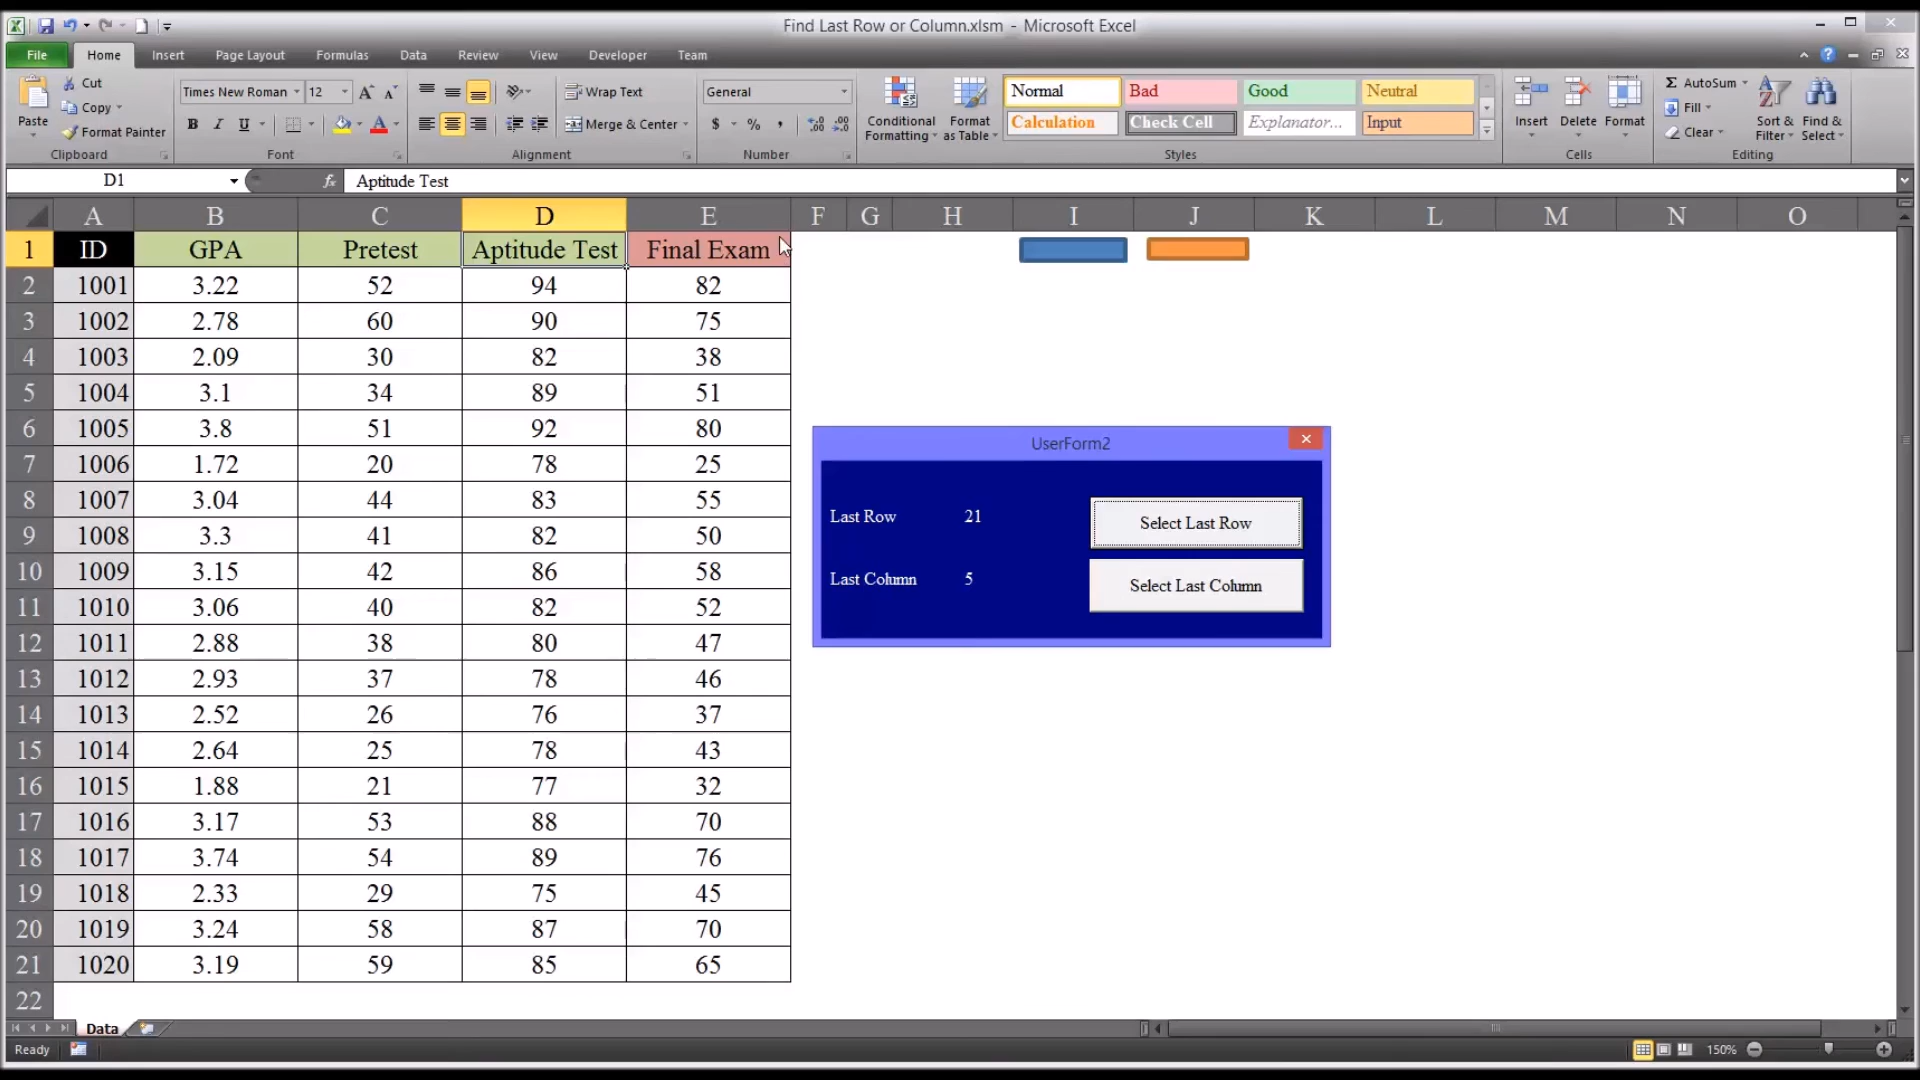 Find Last Row or Column.xlsm - Microsoft Excel
File Home Insert Page Layout Formulas Data Review View Developer Team
Paste Cut Copy Format Painter
Clipboard
Times New Roman 12
B I U
Font
Wrap Text
Merge & Center
Alignment
General
$ % ,
Number
Conditional Formatting
Format as Table
Normal Bad Good Neutral
Calculation Check Cell Explanator... Input
Styles
Insert Delete Format
Cells
Σ AutoSum
Fill
Clear
Sort & Filter
Find & Select
Editing
D1 fx Aptitude Test
A B C D E F G H I J K L M N O
1 ID GPA Pretest Aptitude Test Final Exam
2 1001 3.22 52 94 82
3 1002 2.78 60 90 75
4 1003 2.09 30 82 38
5 1004 3.1 34 89 51
6 1005 3.8 51 92 80
7 1006 1.72 20 78 25
8 1007 3.04 44 83 55
9 1008 3.3 41 82 50
10 1009 3.15 42 86 58
11 1010 3.06 40 82 52
12 1011 2.88 38 80 47
13 1012 2.93 37 78 46
14 1013 2.52 26 76 37
15 1014 2.64 25 78 43
16 1015 1.88 21 77 32
17 1016 3.17 53 88 70
18 1017 3.74 54 89 76
19 1018 2.33 29 75 45
20 1019 3.24 58 87 70
21 1020 3.19 59 85 65
22
UserForm2
Last Row 21 Select Last Row
Last Column 5 Select Last Column
Data
Ready 150%